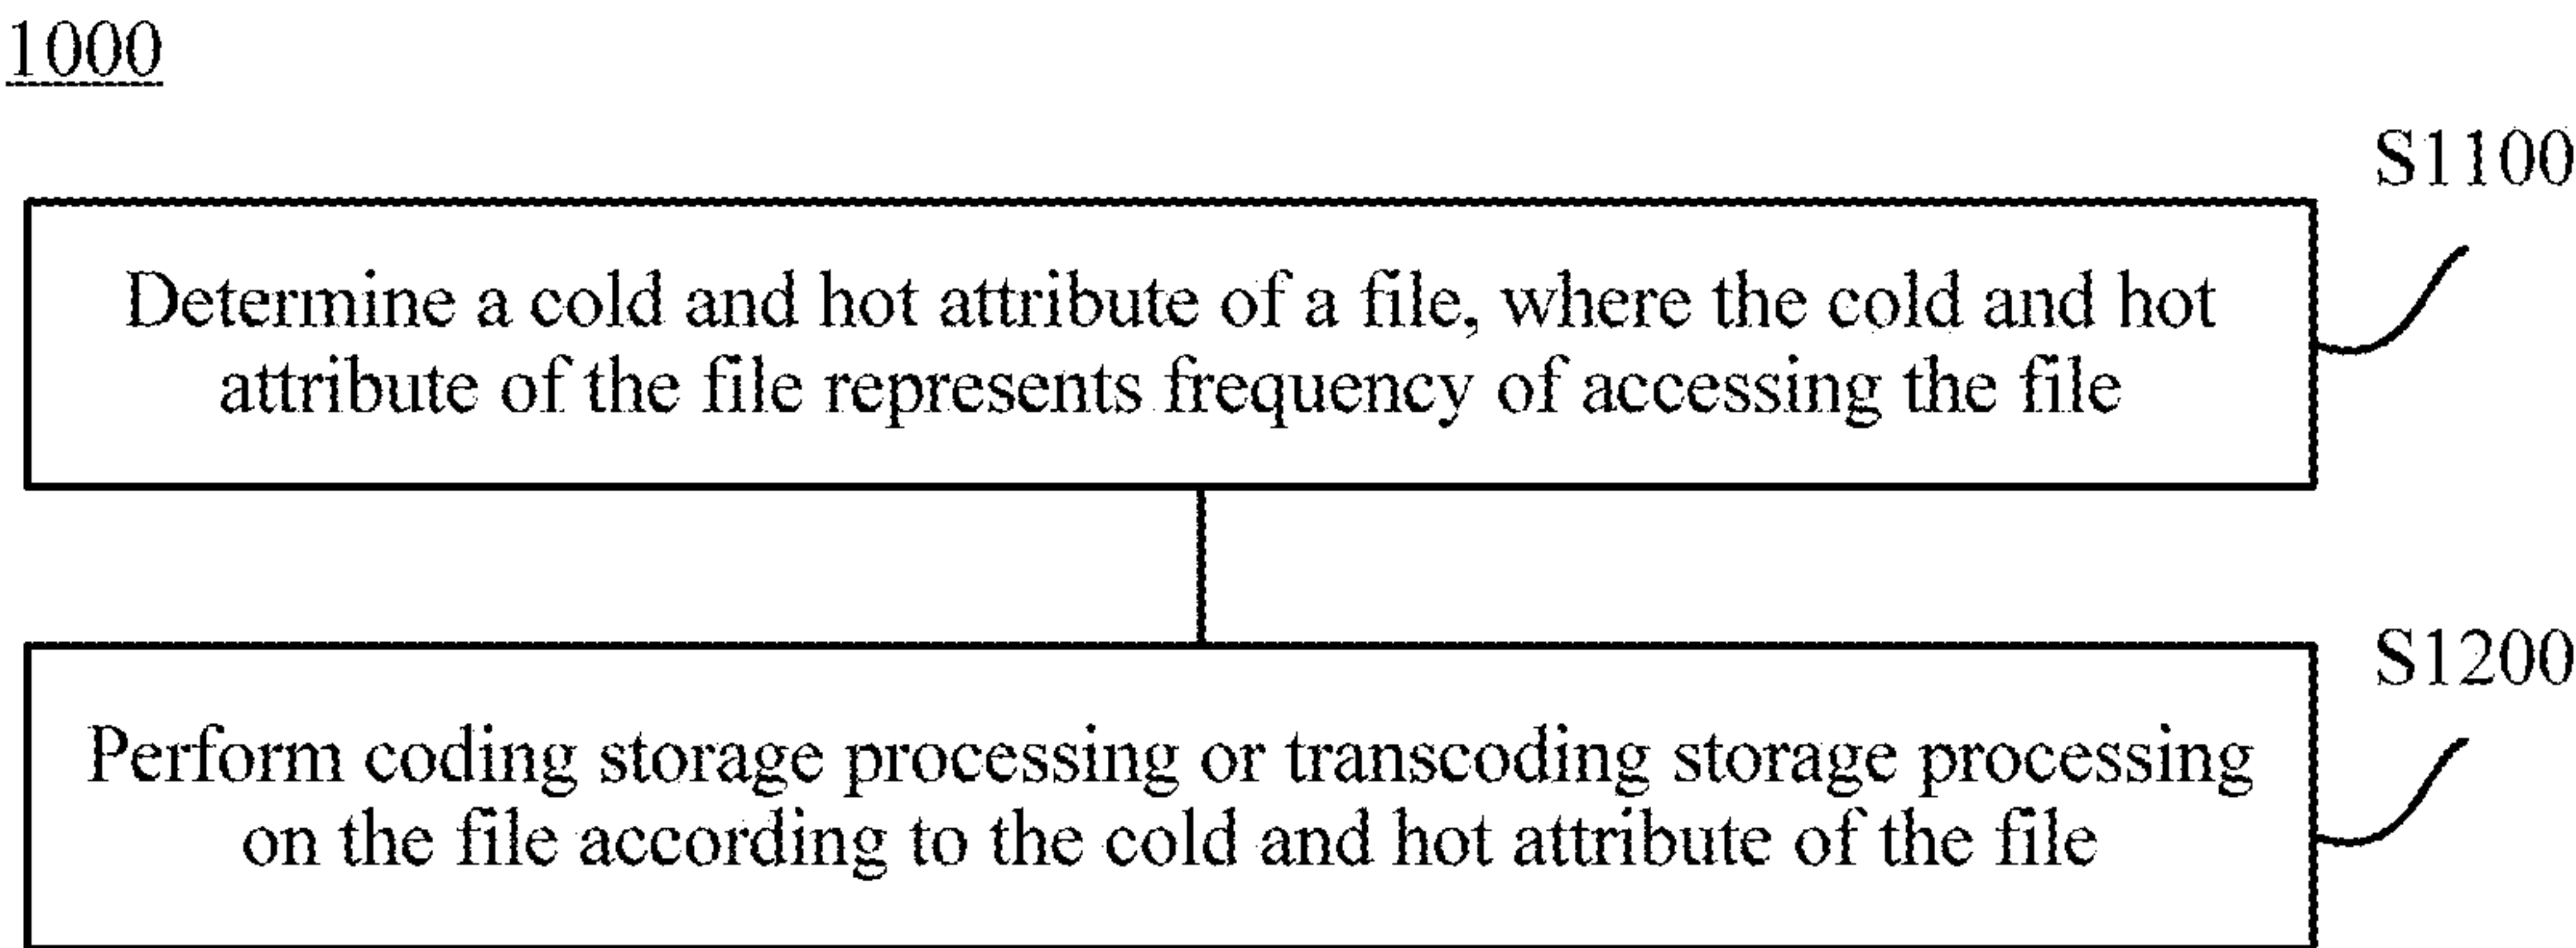 1000
S1100
Determine a cold and hot attribute of a file, where the cold and hot
attribute of the file represents frequency of accessing the file
S1200
Perform coding storage processing or transcoding storage processing
on the file according to the cold and hot attribute of the file